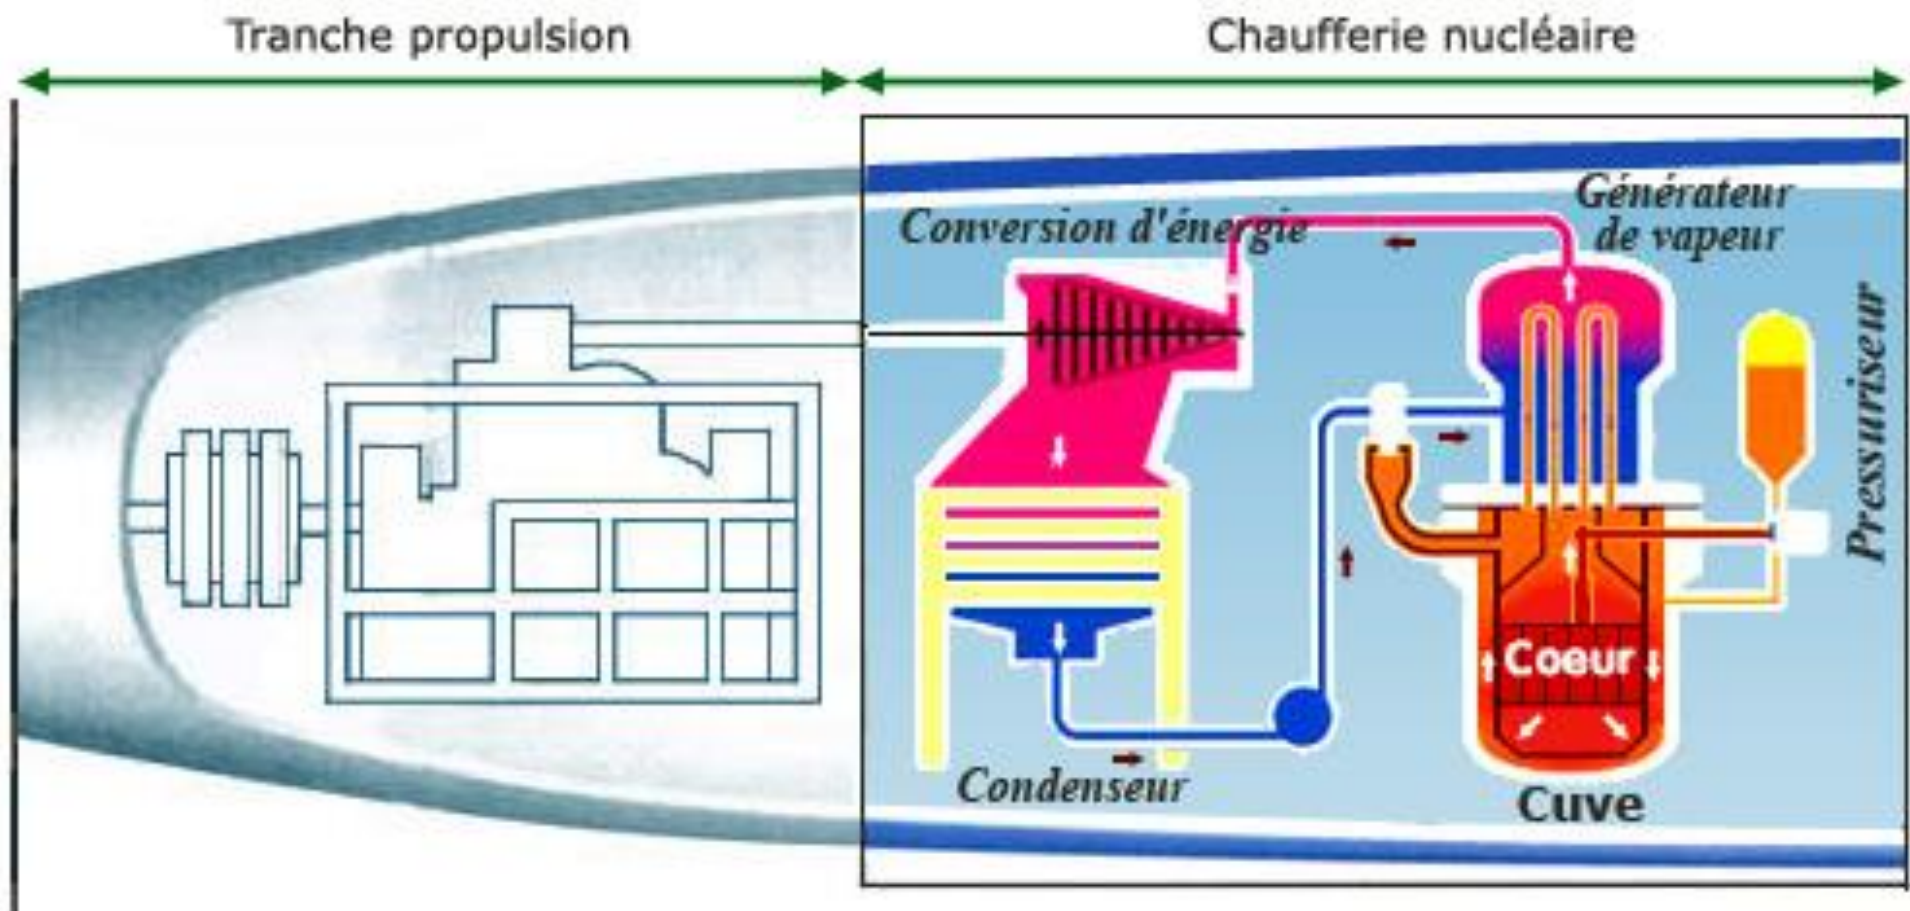 Tranche propulsion
Chaufferie nucléaire
Conversion d'énergie
Générateur
de vapeur
Pressuriseur
Coeur
Condenseur
Cuve